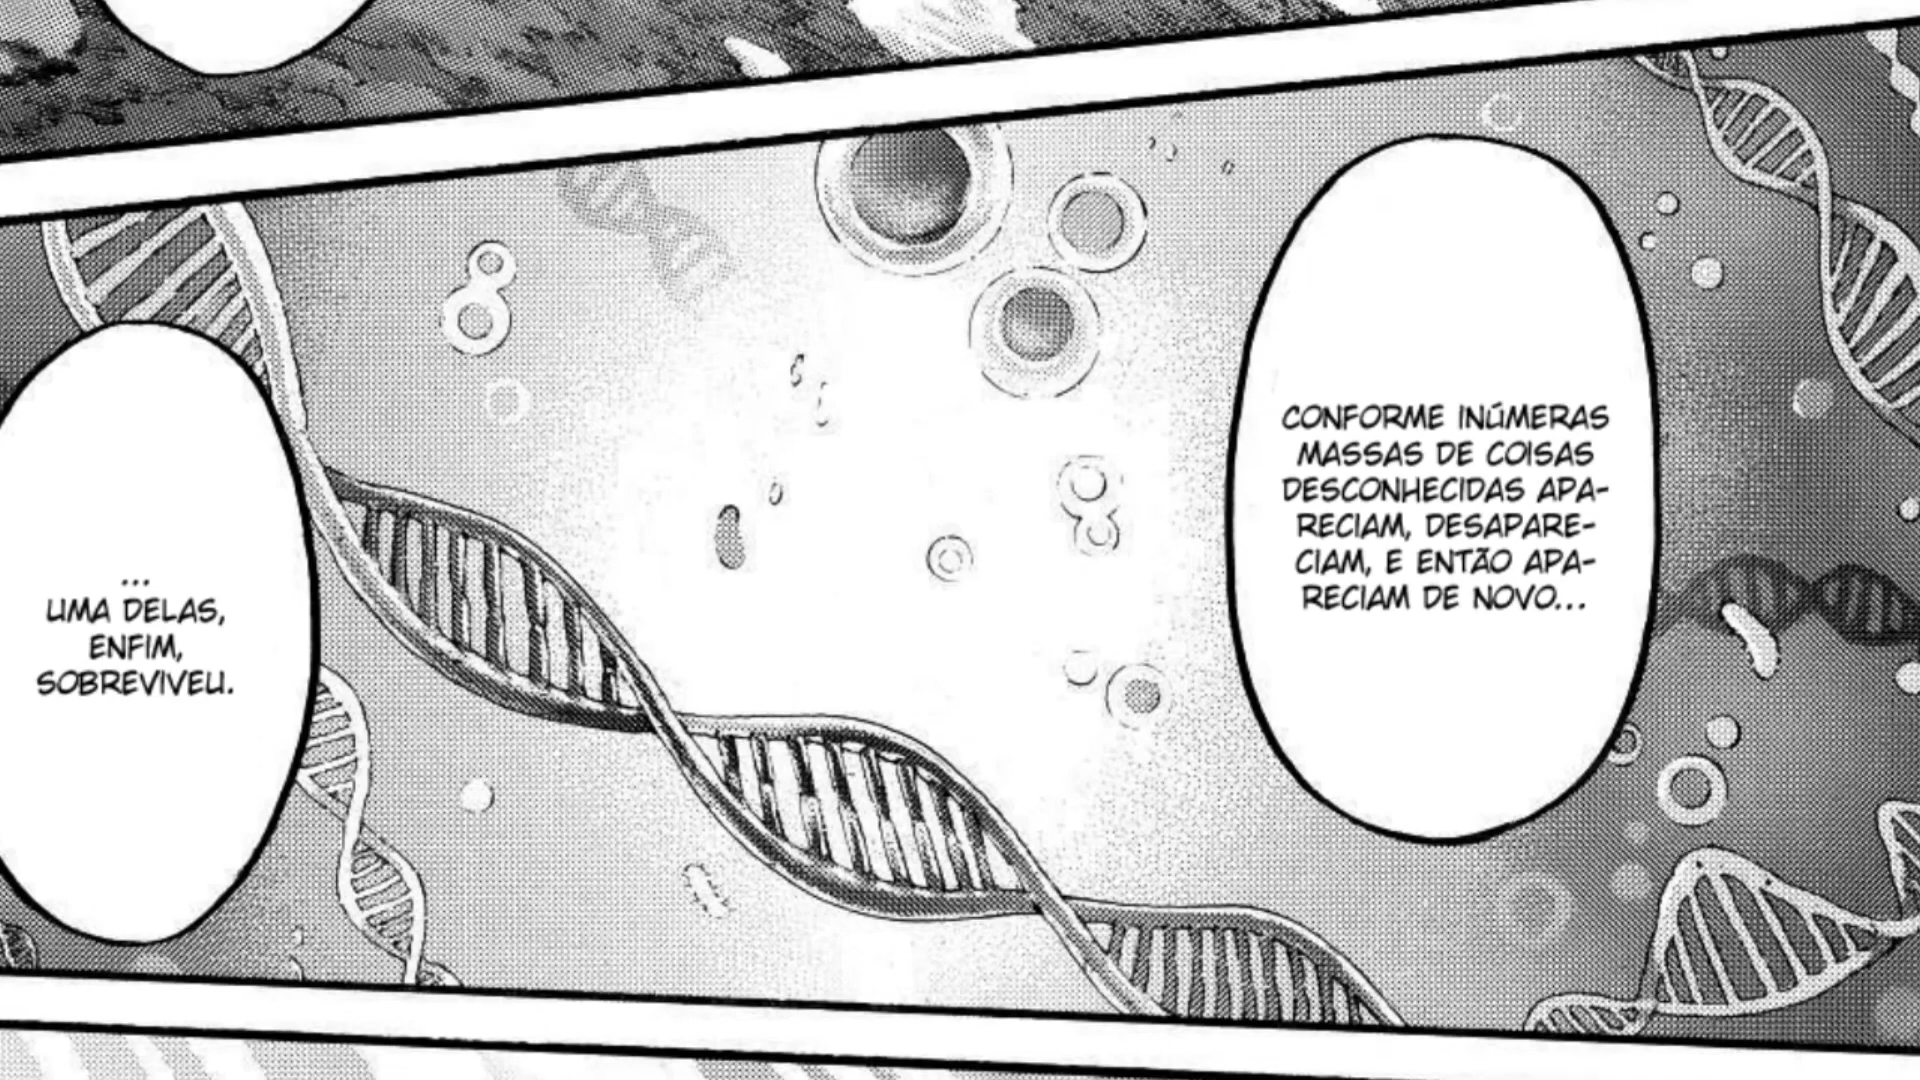 CONFORME INÚMERAS
MASSAS DE COISAS
DESCONHECIDAS APA-
RECIAM, DESAPARE-
CIAM, E ENTÃO APA-
RECIAM DE NOVO...
...
UMA DELAS,
ENFIM,
SOBREVIVEU.